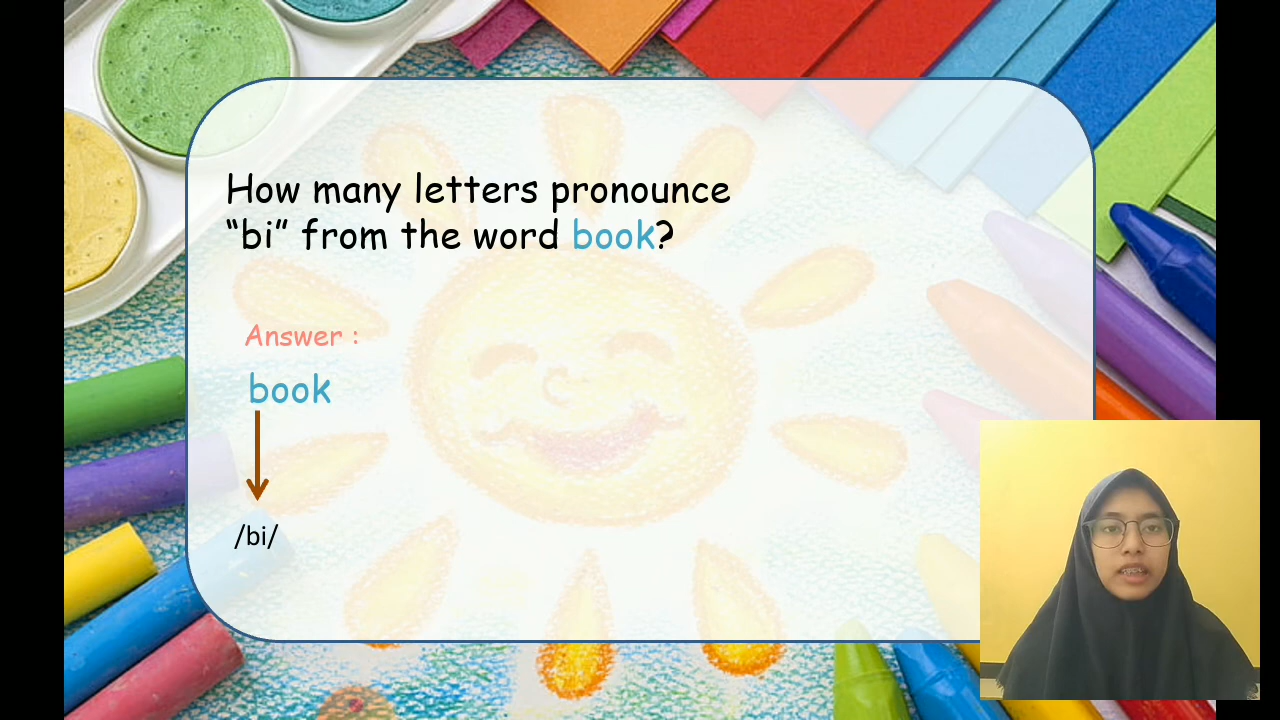 How many letters pronounce
“bi” from the word book?
Answer :
book
/bi/